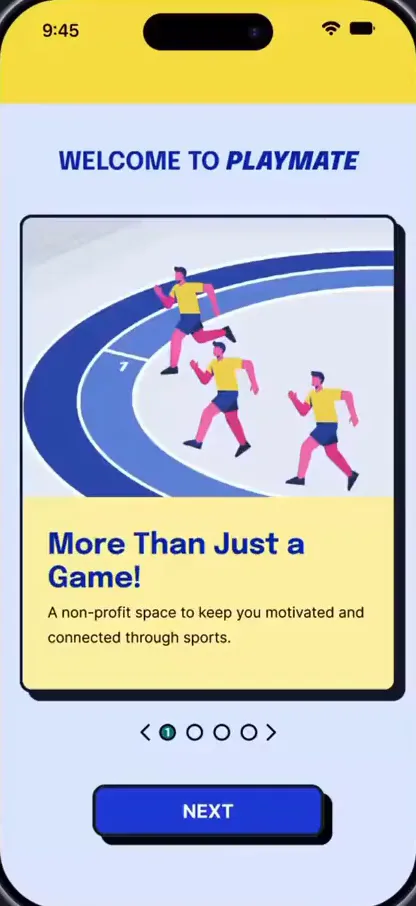 9:45
WELCOME TO PLAYMATE
1
More Than Just a
Game!
A non-profit space to keep you motivated and
connected through sports.
1
NEXT